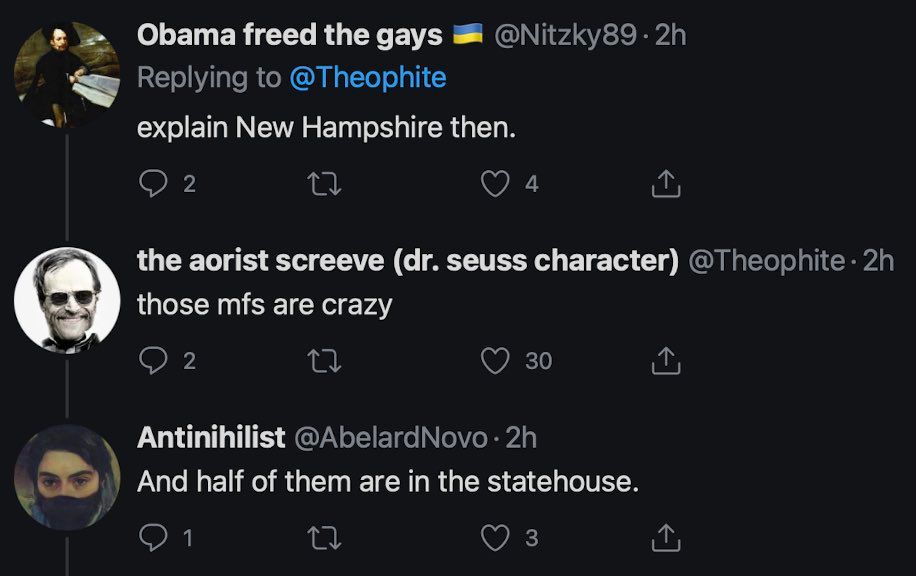 Obama freed the gays 🇺🇦 @Nitzky89 · 2h
Replying to @Theophite
explain New Hampshire then.
2 4
the aorist screeve (dr. seuss character) @Theophite · 2h
those mfs are crazy
2 30
Antinihilist @AbelardNovo · 2h
And half of them are in the statehouse.
1 3